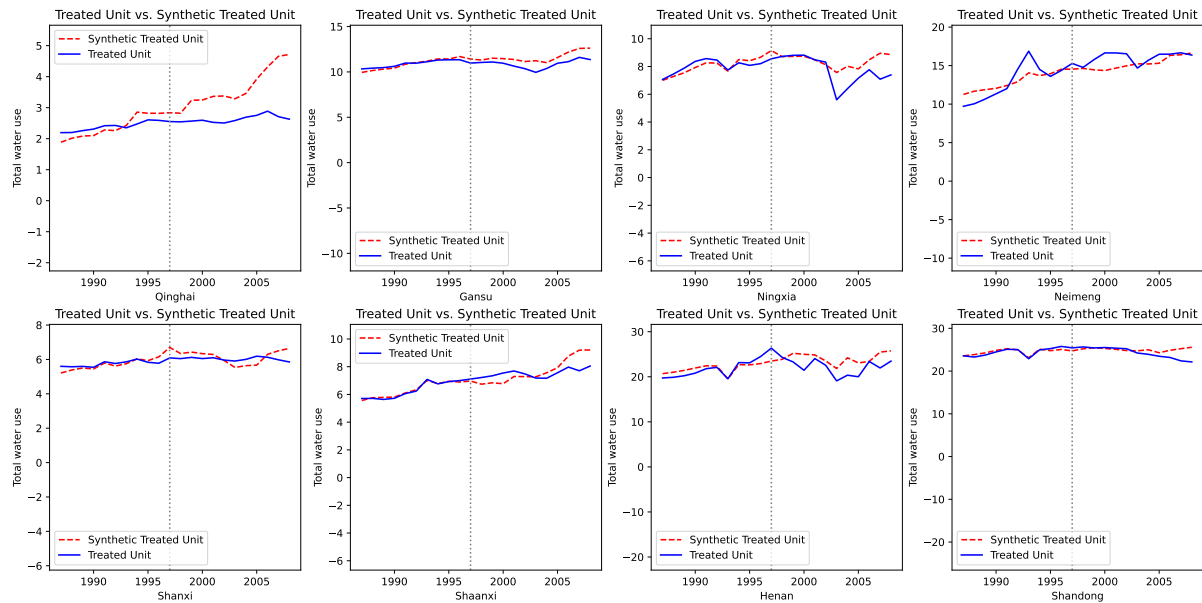 Treated Unit vs. Synthetic Treated Unit
Total water use
5
4
3
2
1
0
−1
−2
Synthetic Treated Unit
Treated Unit
1990
1995
2000
2005
Qinghai
Treated Unit vs. Synthetic Treated Unit
Total water use
15
10
5
0
−5
−10
Synthetic Treated Unit
Treated Unit
1990
1995
2000
2005
Gansu
Treated Unit vs. Synthetic Treated Unit
Total water use
10
8
6
4
2
0
−2
−4
−6
Synthetic Treated Unit
Treated Unit
1990
1995
2000
2005
Ningxia
Treated Unit vs. Synthetic Treated Unit
Total water use
20
15
10
5
0
−5
−10
Synthetic Treated Unit
Treated Unit
1990
1995
2000
2005
Neimeng
Treated Unit vs. Synthetic Treated Unit
Total water use
8
6
4
2
0
−2
−4
−6
Synthetic Treated Unit
Treated Unit
1990
1995
2000
2005
Shanxi
Treated Unit vs. Synthetic Treated Unit
Total water use
10
8
6
4
2
0
−2
−4
−6
Synthetic Treated Unit
Treated Unit
1990
1995
2000
2005
Shaanxi
Treated Unit vs. Synthetic Treated Unit
Total water use
30
20
10
0
−10
−20
Synthetic Treated Unit
Treated Unit
1990
1995
2000
2005
Henan
Treated Unit vs. Synthetic Treated Unit
Total water use
30
20
10
0
−10
−20
Synthetic Treated Unit
Treated Unit
1990
1995
2000
2005
Shandong